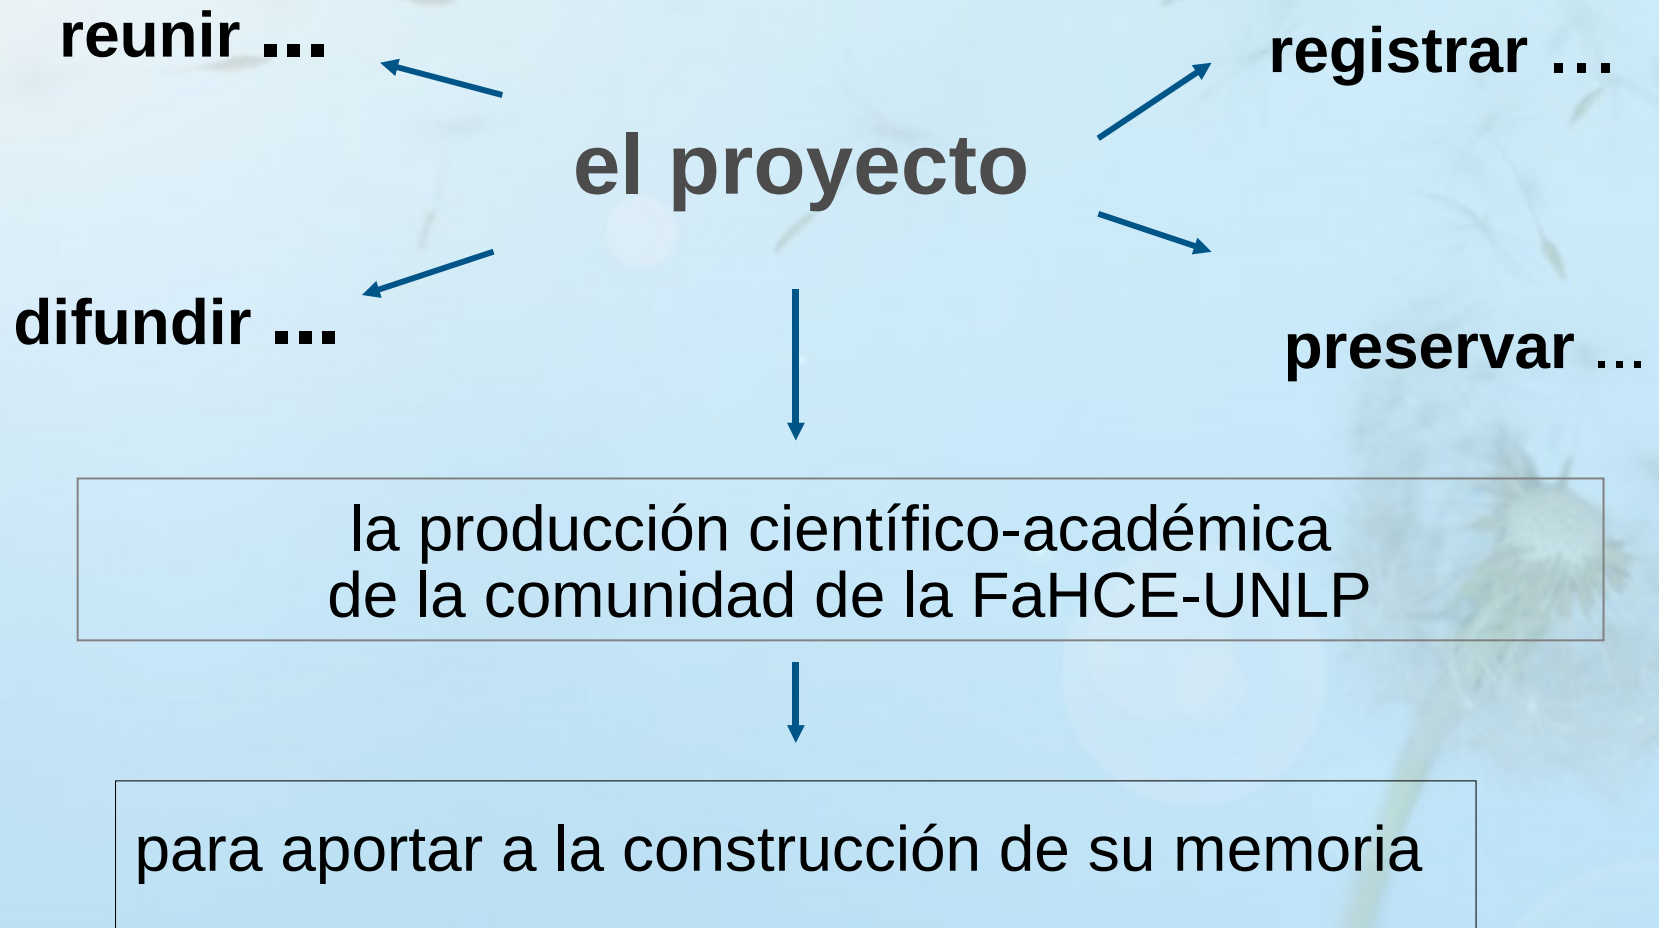 reunir ...
registrar ...
el proyecto
difundir ...
preservar ...
la producción científico-académica
de la comunidad de la FaHCE-UNLP
para aportar a la construcción de su memoria